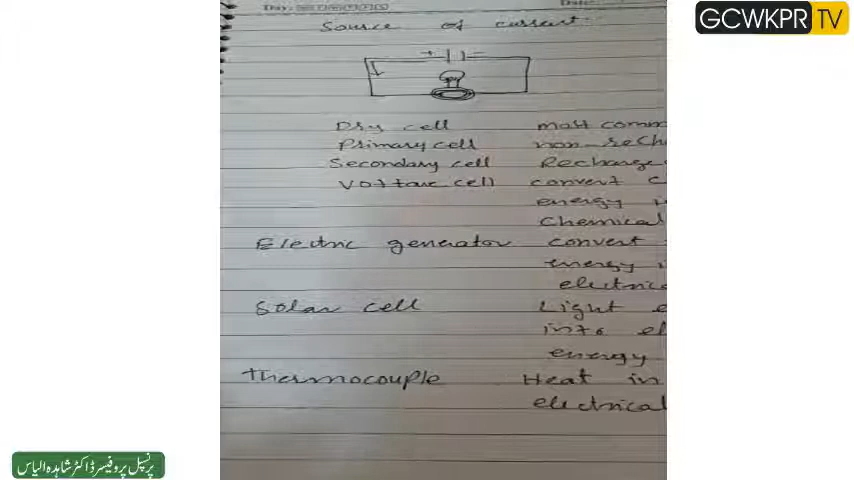 GCWKPR TV
Source of current
+ -
Dry cell most comm
Primary cell non-rech
Secondary cell Recharge
Voltaic cell convert c
energy i
chemical
Electric generator convert
energy i
electric
Solar cell Light e
into el
energy
Thermocouple Heat in
electrical
پرنسپل پروفیسر ڈاکٹر شاہدہ الیاس